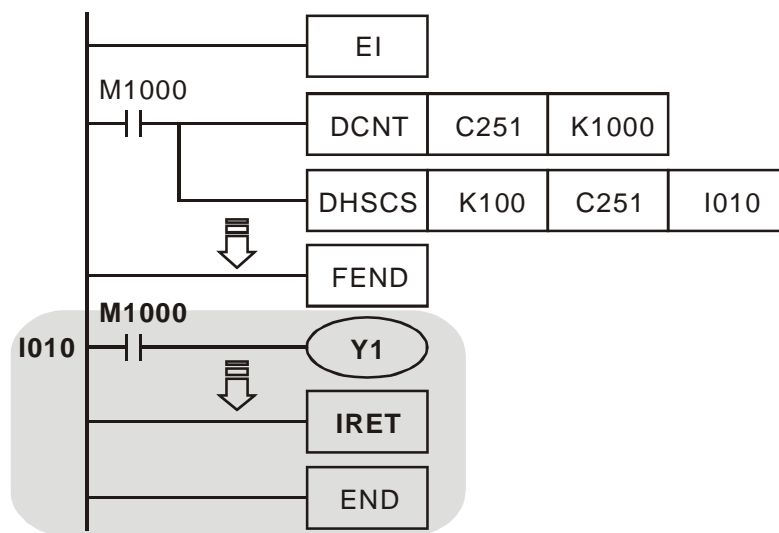 EI
M1000
DCNT C251 K1000
DHSCS K100 C251 I010
FEND
M1000
I010 Y1
IRET
END